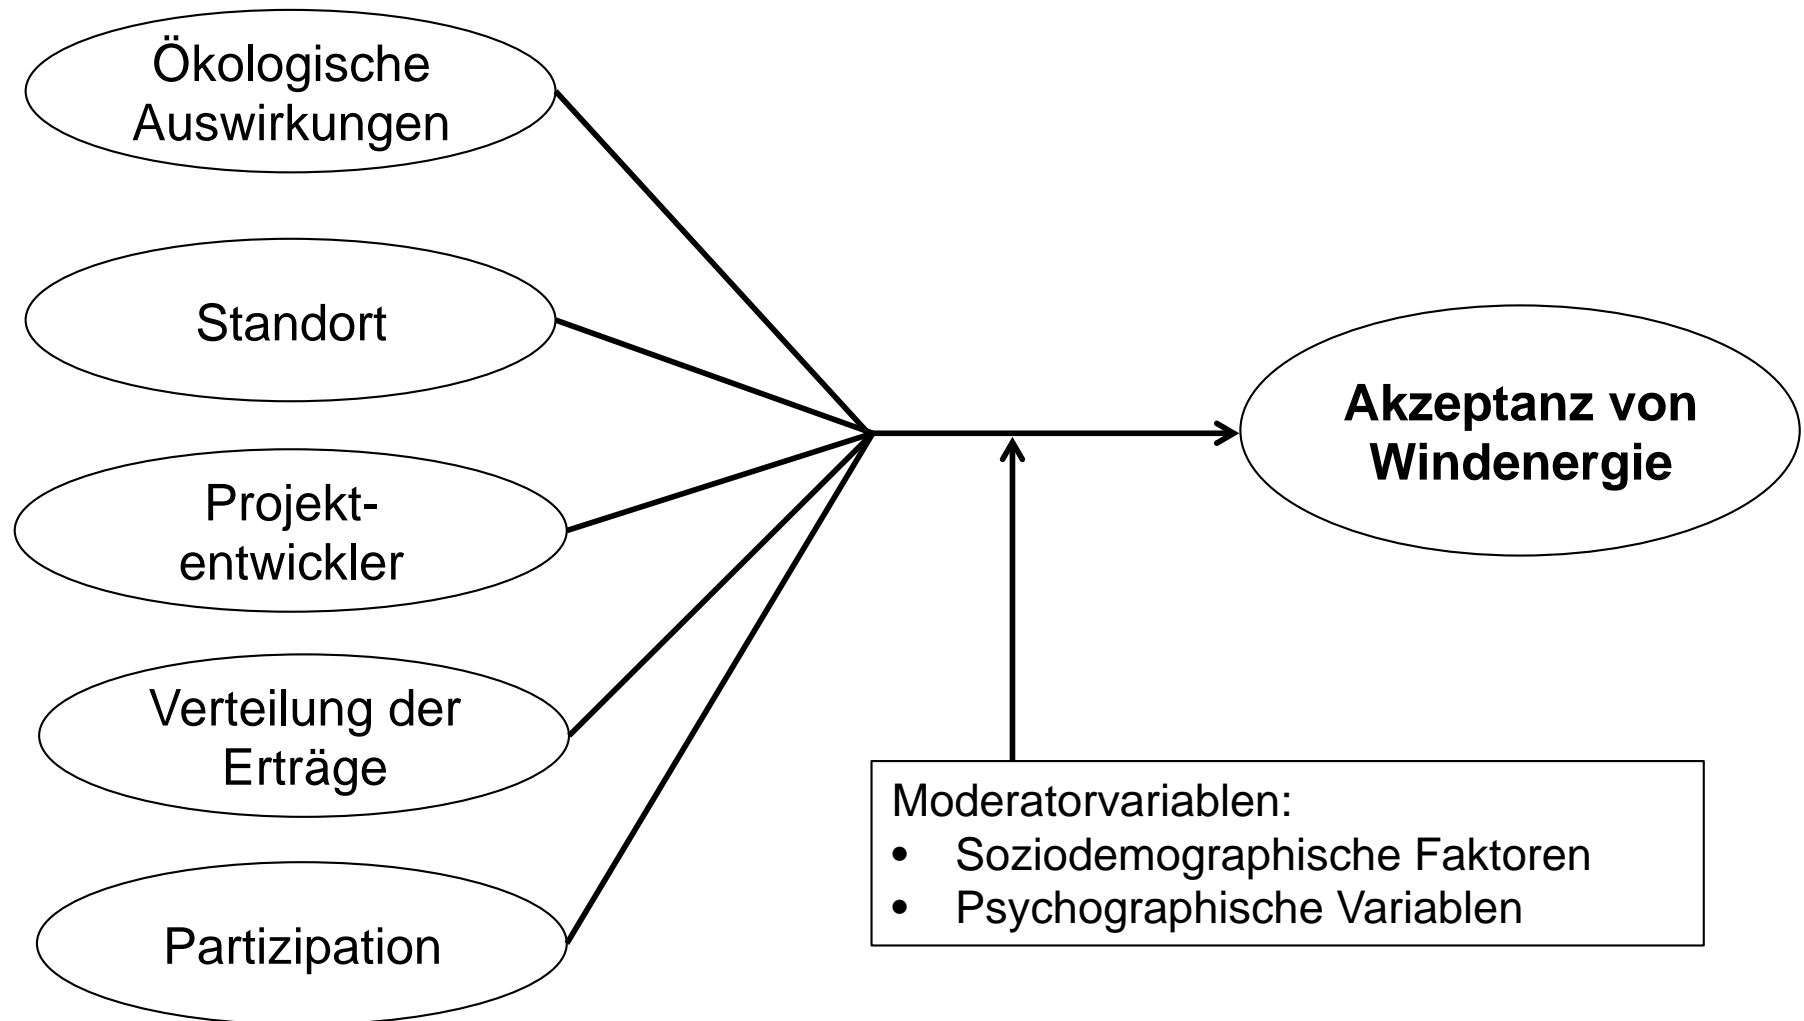 Ökologische
Auswirkungen
Standort
Projekt-
entwickler
Verteilung der
Erträge
Partizipation
Akzeptanz von
Windenergie
Moderatorvariablen:
• Soziodemographische Faktoren
• Psychographische Variablen